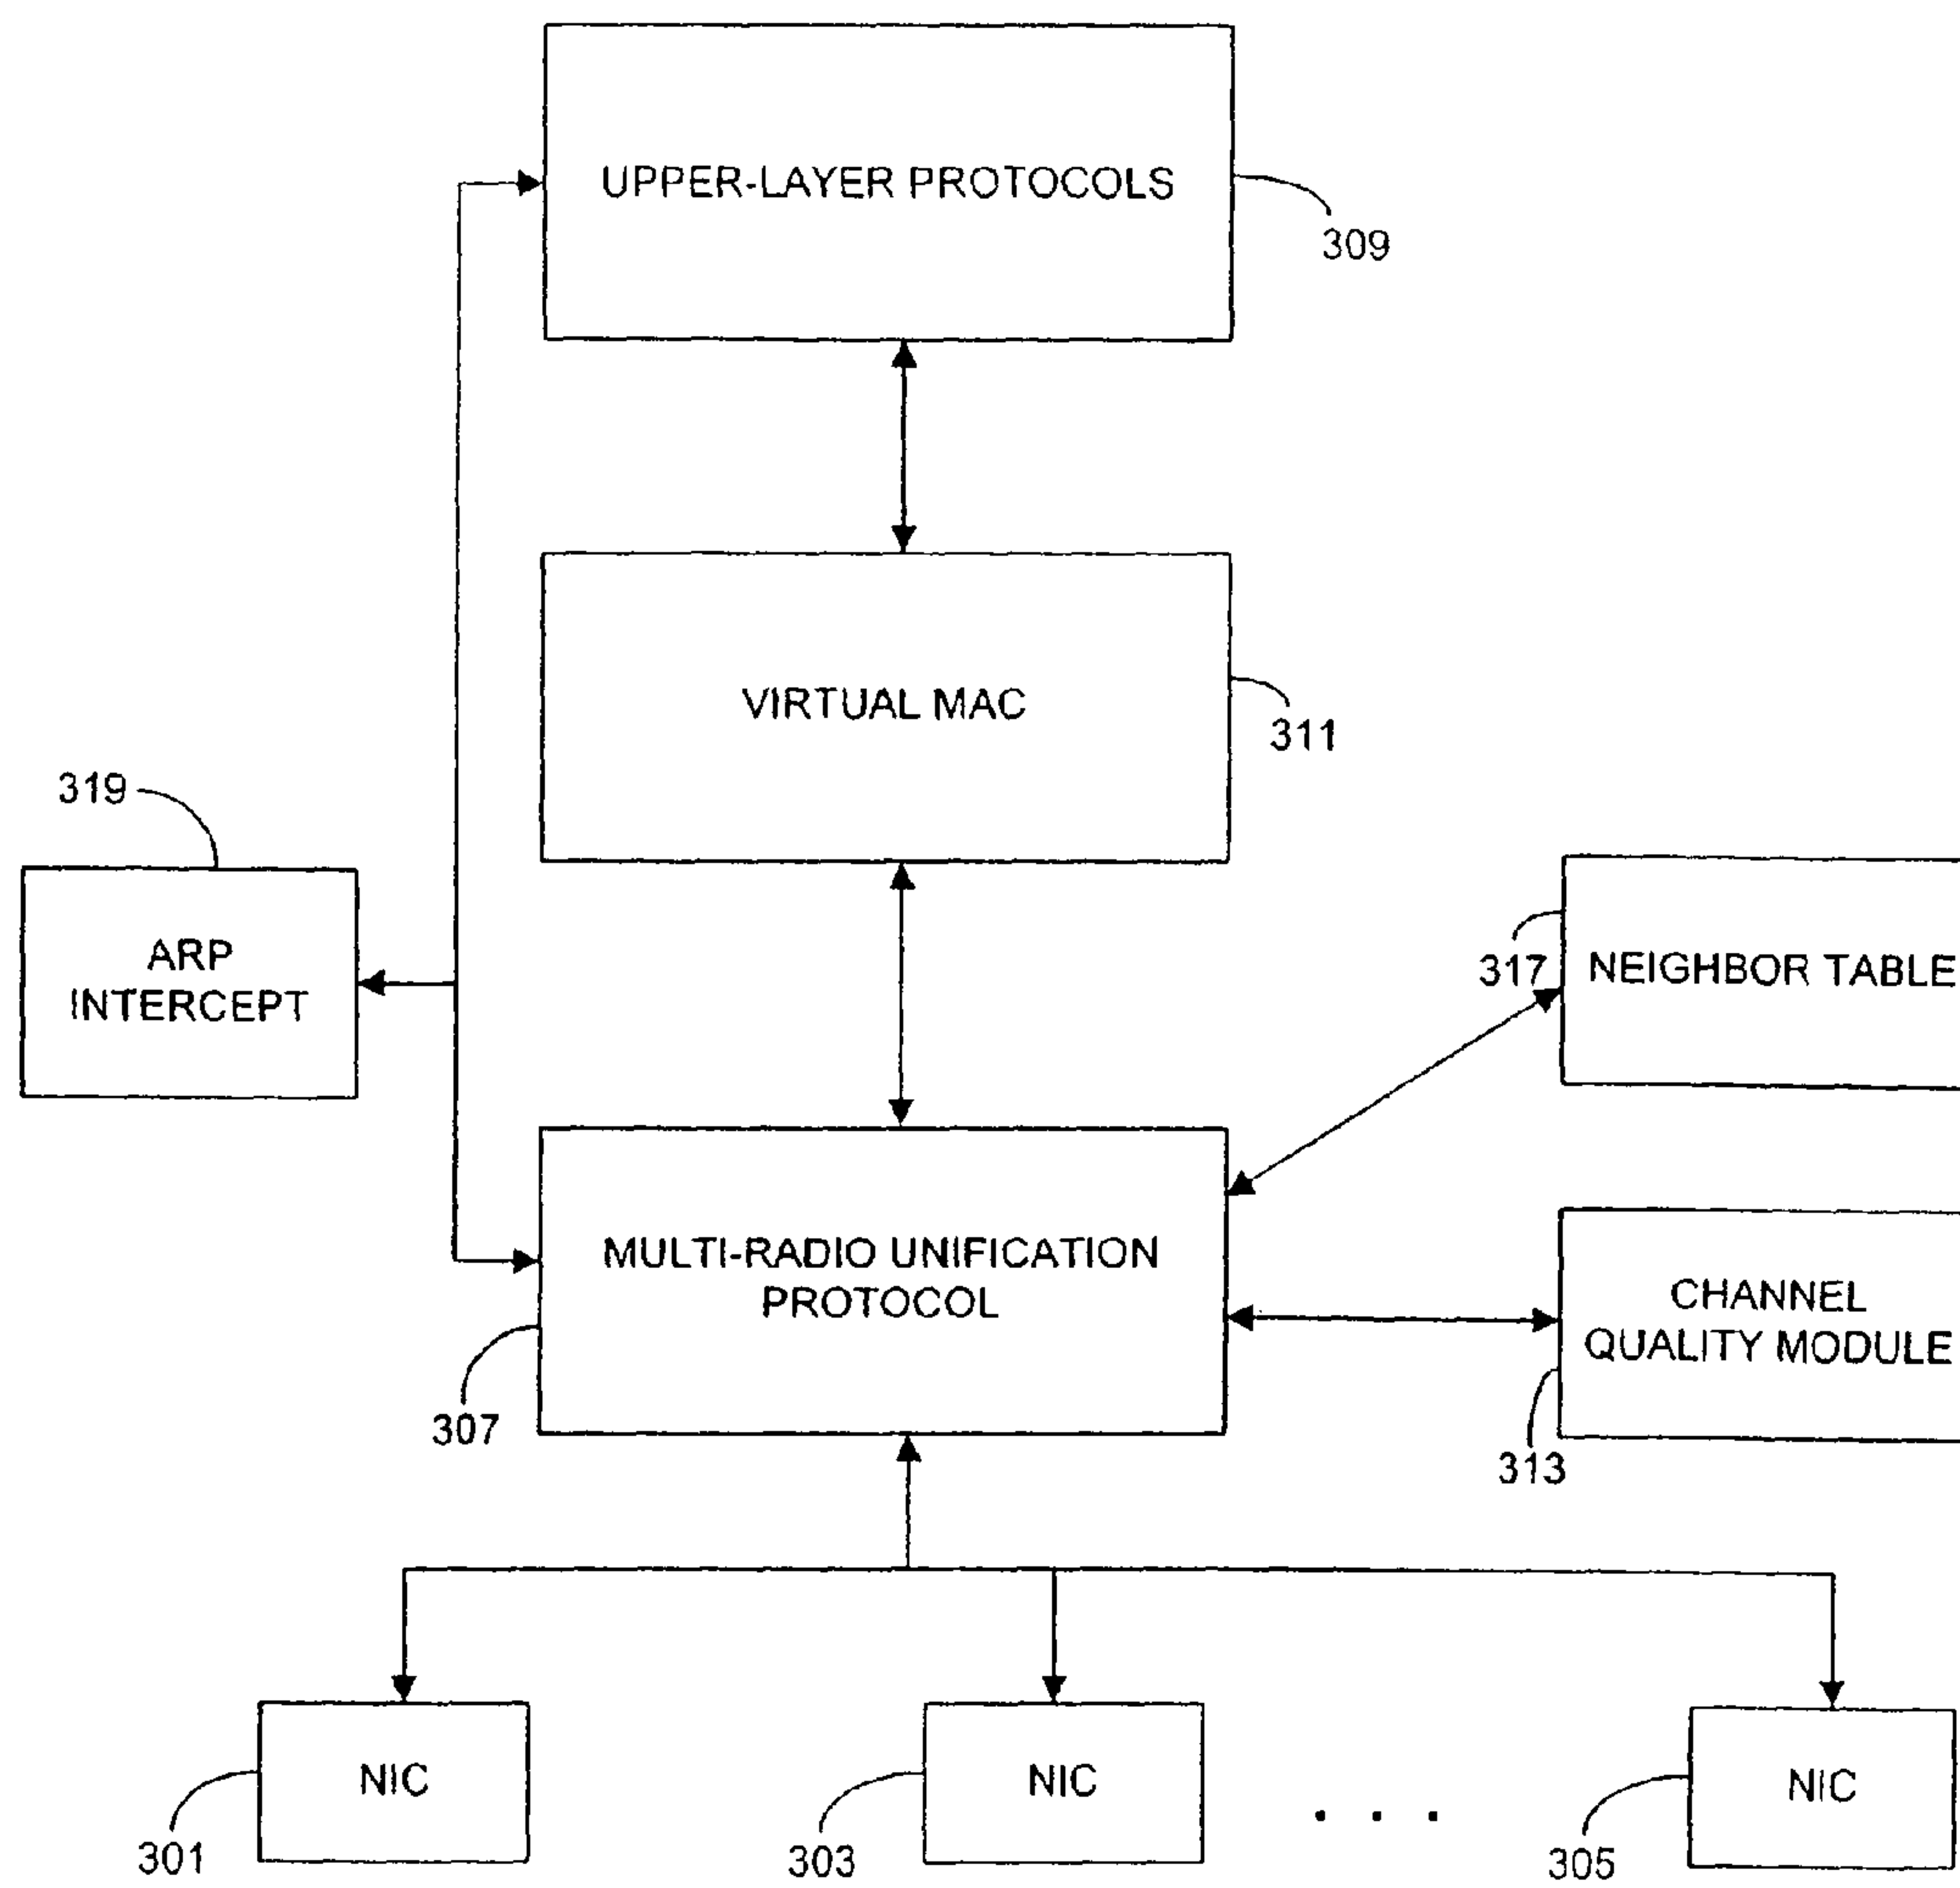 UPPER-LAYER PROTOCOLS
309
VIRTUAL MAC
311
319
ARP
INTERCEPT
317
NEIGHBOR TABLE
MULTI-RADIO UNIFICATION
PROTOCOL
307
CHANNEL
QUALITY MODULE
313
NIC
301
NIC
303
. . .
NIC
305